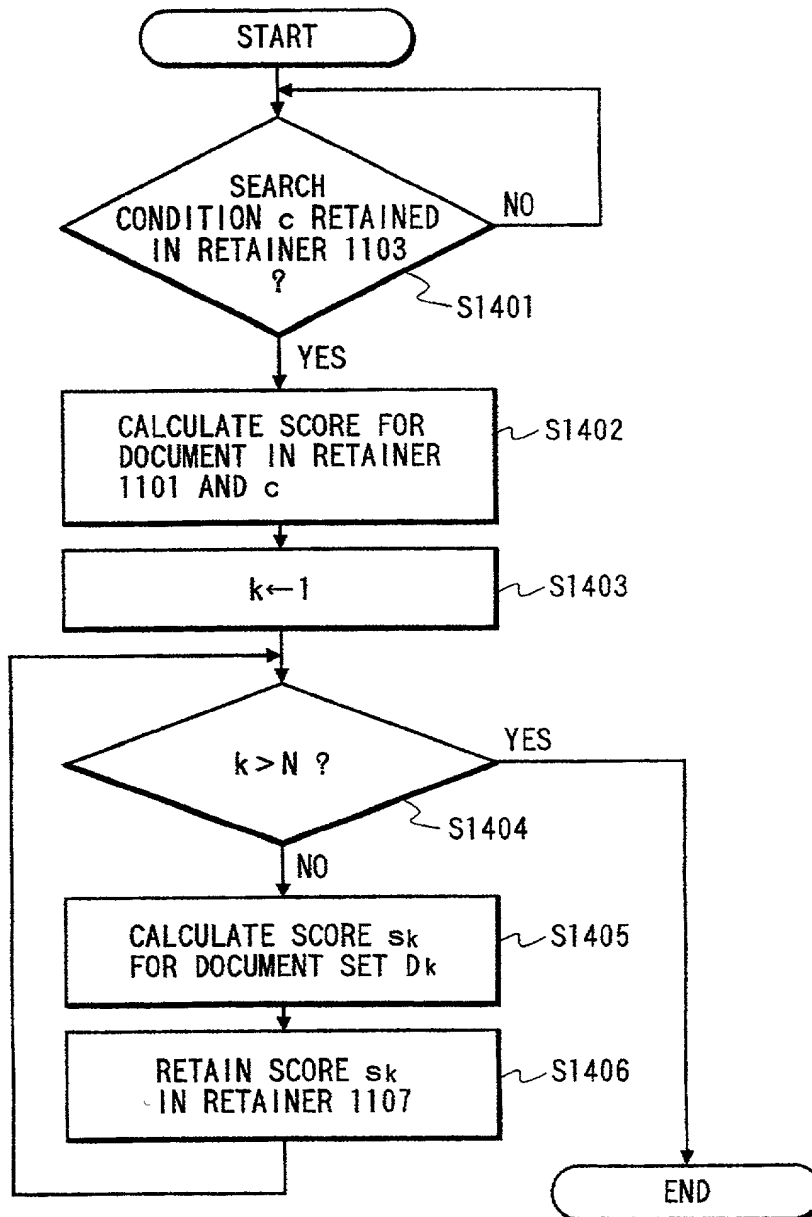 START
SEARCH
CONDITION c RETAINED
IN RETAINER 1103
?
NO
S1401
YES
CALCULATE SCORE FOR
DOCUMENT IN RETAINER
1101 AND c
S1402
k←1
S1403
k>N ?
YES
S1404
NO
CALCULATE SCORE sk
FOR DOCUMENT SET Dk
S1405
RETAIN SCORE sk
IN RETAINER 1107
S1406
END